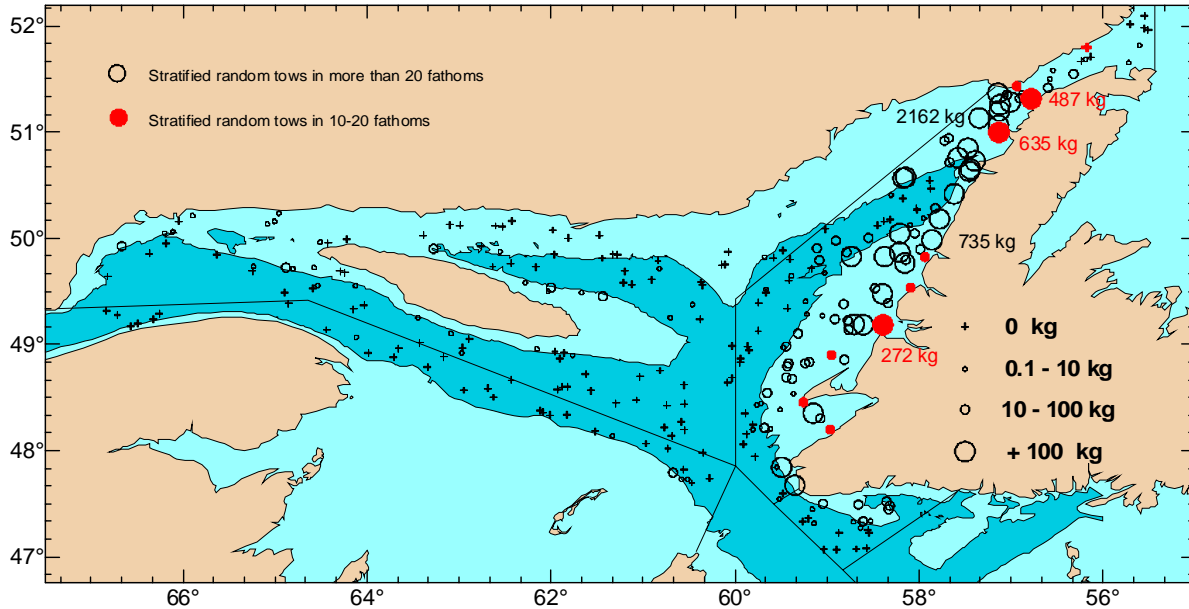 52°
Stratified random tows in more than 20 fathoms
487 kg
2162 kg
Stratified random tows in 10-20 fathoms
51°
635 kg
50°
735 kg
0 kg
49°
272 kg
0.1 - 10 kg
10 - 100 kg
48°
+ 100 kg
47°
66° 64° 62° 60° 58° 56°